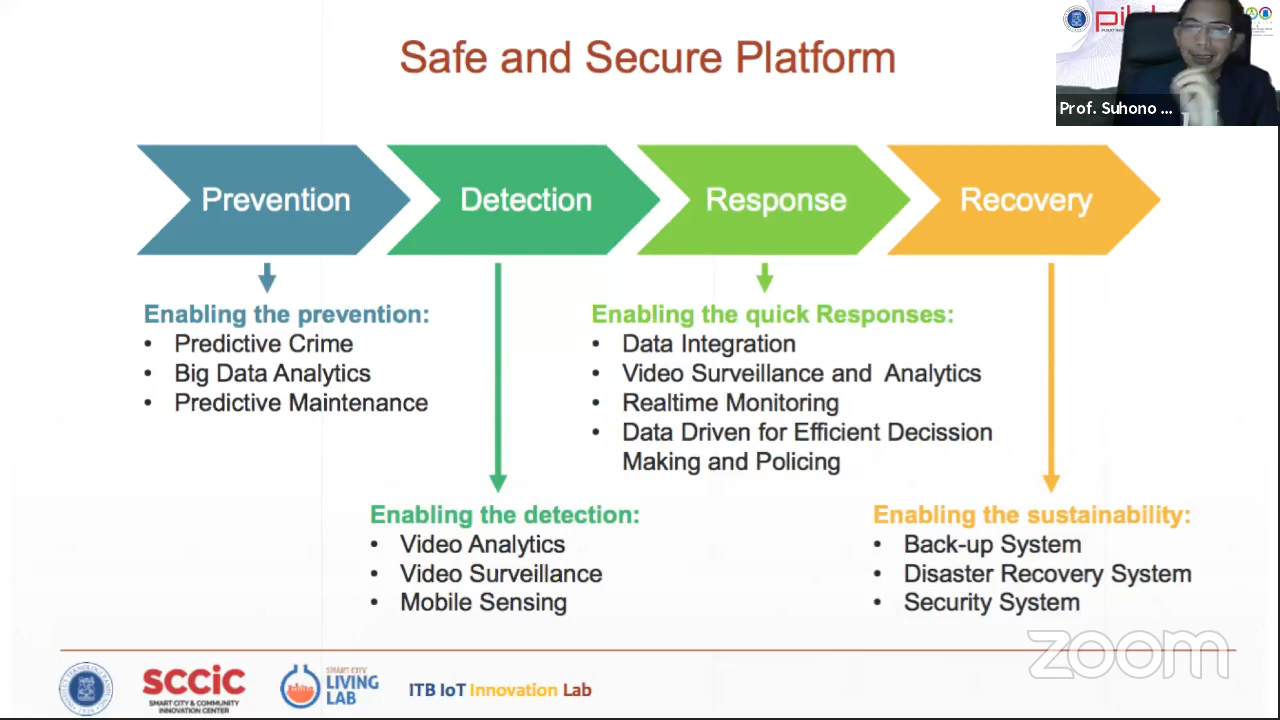 Safe and Secure Platform
Prof. Suhono ...
Prevention
Detection
Response
Recovery
Enabling the prevention:
• Predictive Crime
• Big Data Analytics
• Predictive Maintenance
Enabling the quick Responses:
• Data Integration
• Video Surveillance and Analytics
• Realtime Monitoring
• Data Driven for Efficient Decission
Making and Policing
Enabling the detection:
• Video Analytics
• Video Surveillance
• Mobile Sensing
Enabling the sustainability:
• Back-up System
• Disaster Recovery System
• Security System
zoom
SCCIC
SMART CITY & COMMUNITY
INNOVATION CENTER
SMART CITY
LIVING
LAB
ITB IoT Innovation Lab